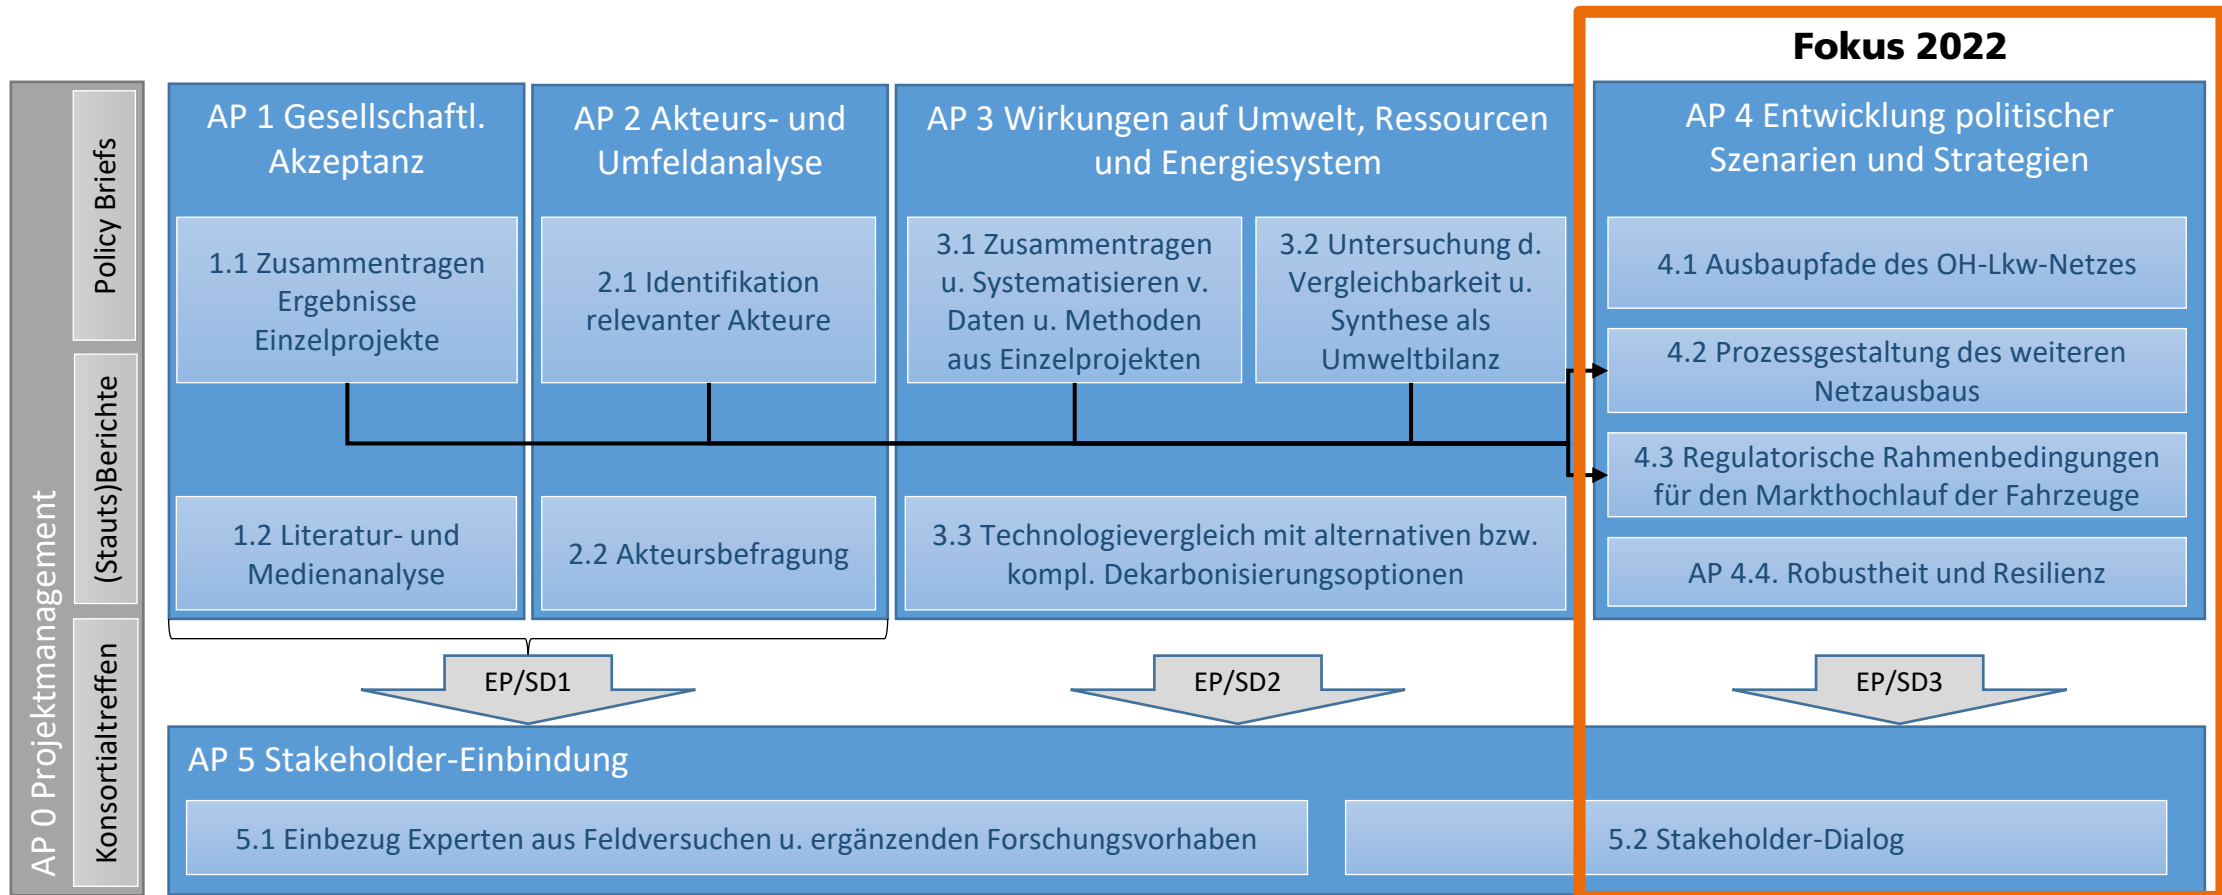 Fokus 2022
AP 0 Projektmanagement
Policy Briefs
(Stauts)Berichte
Konsortialtreffen
AP 1 Gesellschaftl.
Akzeptanz
1.1 Zusammentragen
Ergebnisse
Einzelprojekte
1.2 Literatur- und
Medienanalyse
AP 2 Akteurs- und
Umfeldanalyse
2.1 Identifikation
relevanter Akteure
2.2 Akteursbefragung
AP 3 Wirkungen auf Umwelt, Ressourcen
und Energiesystem
3.1 Zusammentragen
u. Systematisieren v.
Daten u. Methoden
aus Einzelprojekten
3.2 Untersuchung d.
Vergleichbarkeit u.
Synthese als
Umweltbilanz
3.3 Technologievergleich mit alternativen bzw.
kompl. Dekarbonisierungsoptionen
AP 4 Entwicklung politischer
Szenarien und Strategien
4.1 Ausbaupfade des OH-Lkw-Netzes
4.2 Prozessgestaltung des weiteren
Netzausbaus
4.3 Regulatorische Rahmenbedingungen
für den Markthochlauf der Fahrzeuge
AP 4.4. Robustheit und Resilienz
EP/SD1
EP/SD2
EP/SD3
AP 5 Stakeholder-Einbindung
5.1 Einbezug Experten aus Feldversuchen u. ergänzenden Forschungsvorhaben
5.2 Stakeholder-Dialog